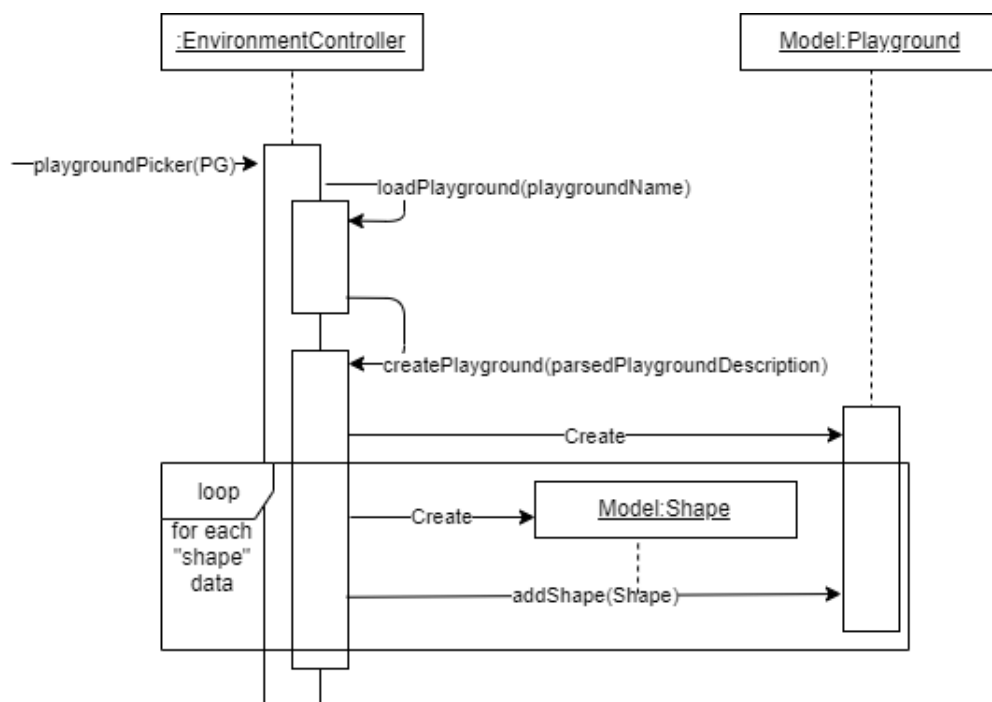 :EnvironmentController
Model:Playground
playgroundPicker(PG)
loadPlayground(playgroundName)
createPlayground(parsedPlaygroundDescription)
Create
loop
for each
"shape"
data
Create
Model:Shape
addShape(Shape)